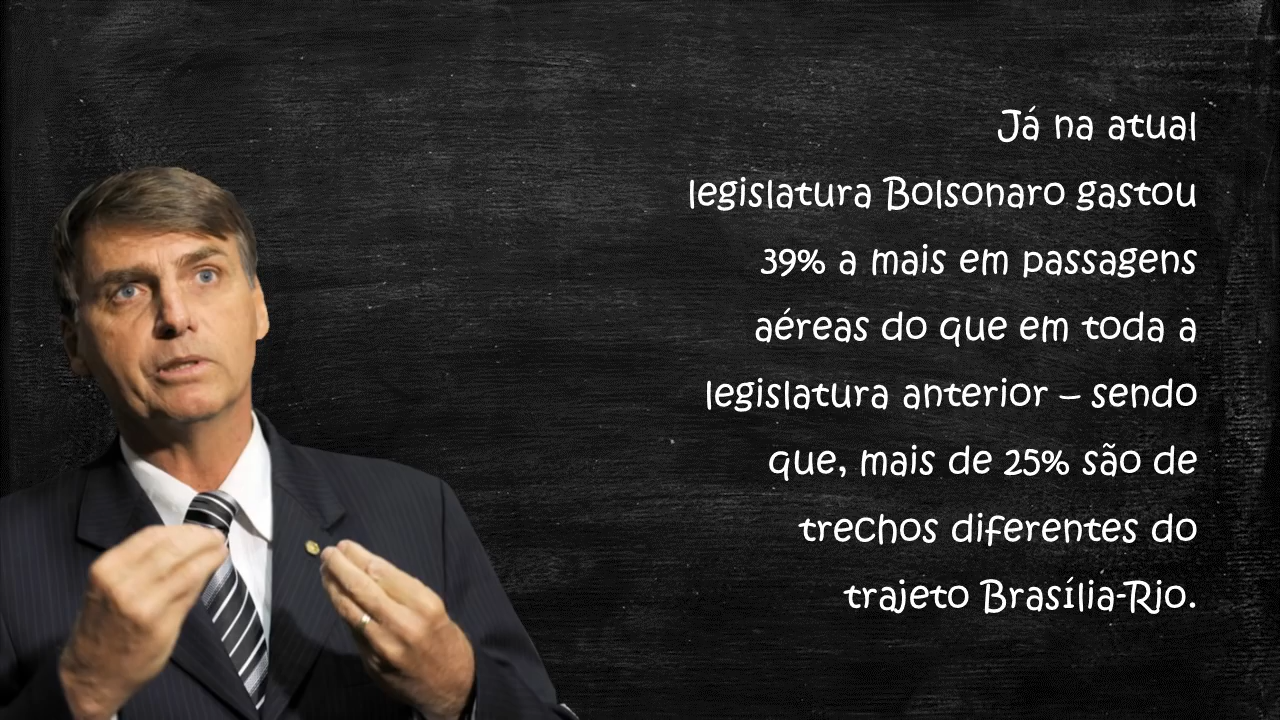 Já na atual
legislatura Bolsonaro gastou
39% a mais em passagens
aéreas do que em toda a
legislatura anterior – sendo
que, mais de 25% são de
trechos diferentes do
trajeto Brasília-Rio.